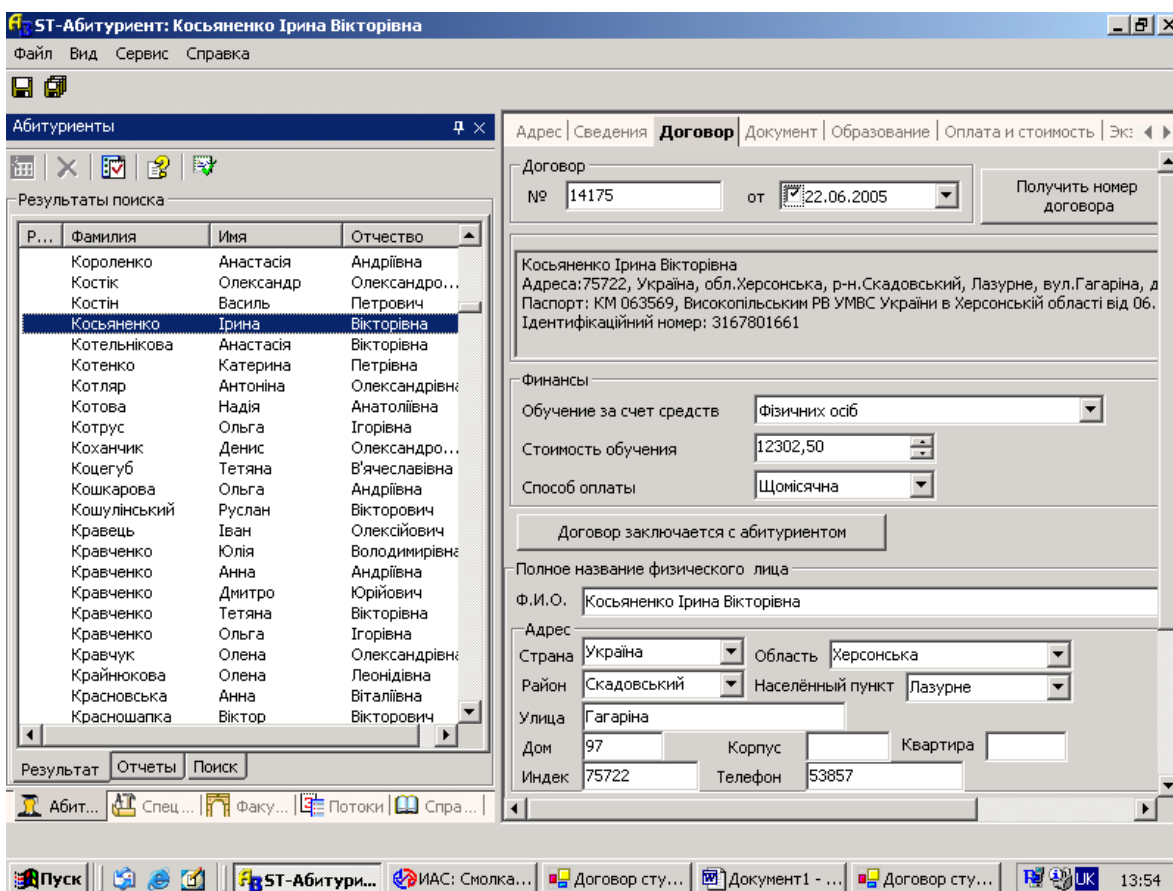 ST-Абитуриент: Косьяненко Ірина Вікторівна
Файл Вид Сервис Справка
Абитуриенты
Результаты поиска
Р... Фамилия Имя Отчество
Короленко Анастасія Андріївна
Костік Олександр Олександро...
Костін Василь Петрович
Косьяненко Ірина Вікторівна
Котельнікова Анастасія Вікторівна
Котенко Катерина Петрівна
Котляр Антоніна Олександрівна
Котова Надія Анатоліївна
Котрус Ольга Ігорівна
Коханчик Денис Олександро...
Коцегуб Тетяна В'ячеславівна
Кошкарова Ольга Андріївна
Кошулінський Руслан Вікторович
Кравець Іван Олексійович
Кравченко Юлія Володимирівна
Кравченко Анна Андріївна
Кравченко Дмитро Юрійович
Кравченко Тетяна Вікторівна
Кравченко Ольга Ігорівна
Кравчук Олена Олександрівна
Крайнюкова Олена Леонідівна
Красновська Анна Віталіївна
Красношапка Віктор Вікторович
Результат Отчеты Поиск
Абит... Спец... Факу... Потоки Спра...
Адрес Сведения Договор Документ Образование Оплата и стоимость Экз
Договор
№ 14175 от 22.06.2005
Получить номер
договора
Косьяненко Ірина Вікторівна
Адреса:75722, Україна, обл.Херсонська, р-н.Скадовський, Лазурне, вул.Гагаріна, д
Паспорт: КМ 063569, Високопільським РВ УМВС України в Херсонській області від 06.
Ідентифікаційний номер: 3167801661
Финансы
Обучение за счет средств Фізичних осіб
Стоимость обучения 12302,50
Способ оплаты Щомісячна
Договор заключается с абитуриентом
Полное название физического лица
Ф.И.О. Косьяненко Ірина Вікторівна
Адрес
Страна Україна Область Херсонська
Район Скадовський Населённый пункт Лазурне
Улица Гагаріна
Дом 97 Корпус Квартира
Индек 75722 Телефон 53857
Пуск ST-Абитури... ИАС: Смолка... Договор сту... Документ1 - ... Договор сту... UK 13:54